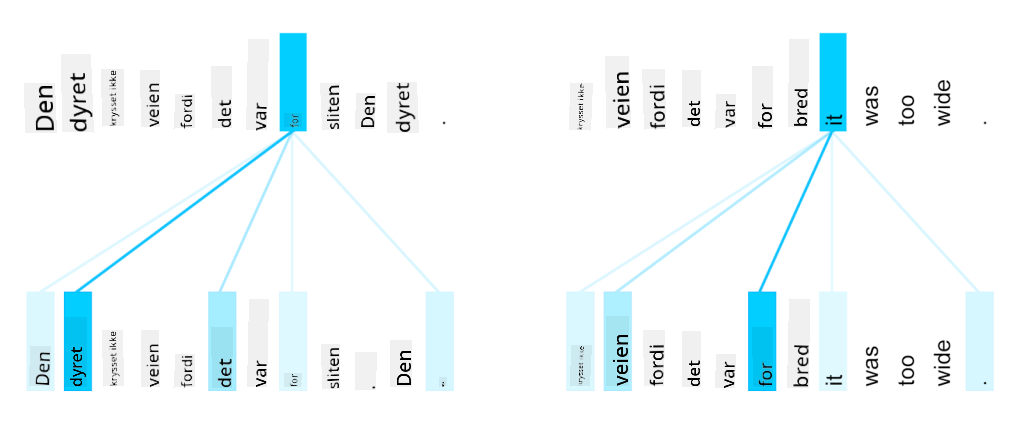 Den dyret krysset ikke veien fordi det var for sliten Den dyret .
krysset ikke veien fordi det var for bred it was too wide .
Den dyret krysset ikke veien fordi det var for sliten . Den
krysset ikke veien fordi det var for bred it was too wide .